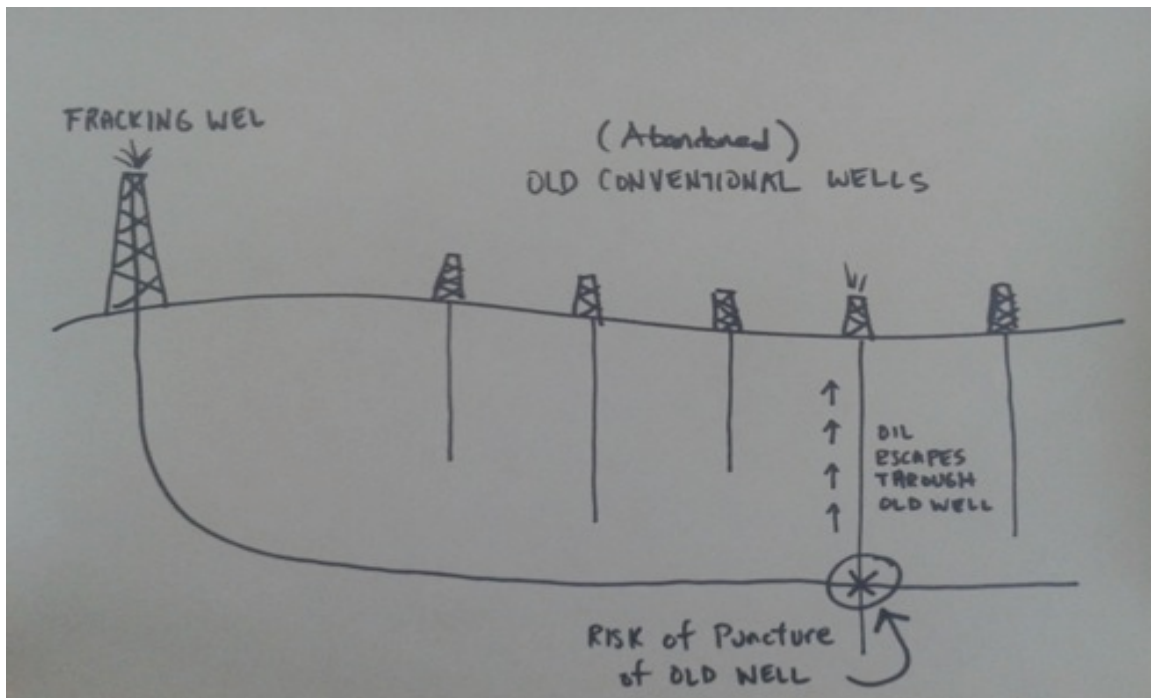 FRACKING WEL
(Abandoned)
OLD CONVENTIONAL WELLS
OIL
ESCAPES
THROUGH
OLD WELL
RISK of Puncture
of OLD WELL